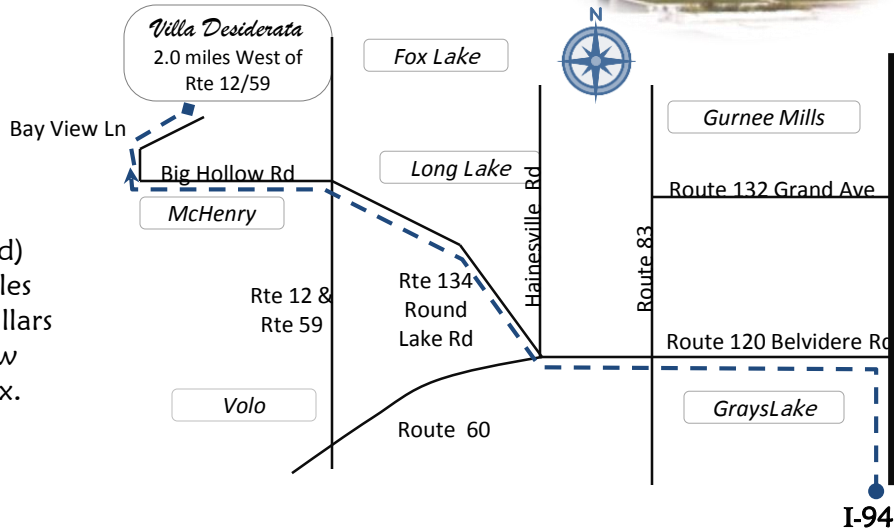 Villa Desiderata
2.0 miles West of
Rte 12/59
N
Fox Lake
Gurnee Mills
Bay View Ln
Big Hollow Rd
Long Lake
Hainesville Rd
Route 132 Grand Ave
McHenry
Route 83
Rte 12 &
Rte 59
Rte 134
Round
Lake Rd
Route 120 Belvidere Rd
Volo
Route 60
GraysLake
I-94